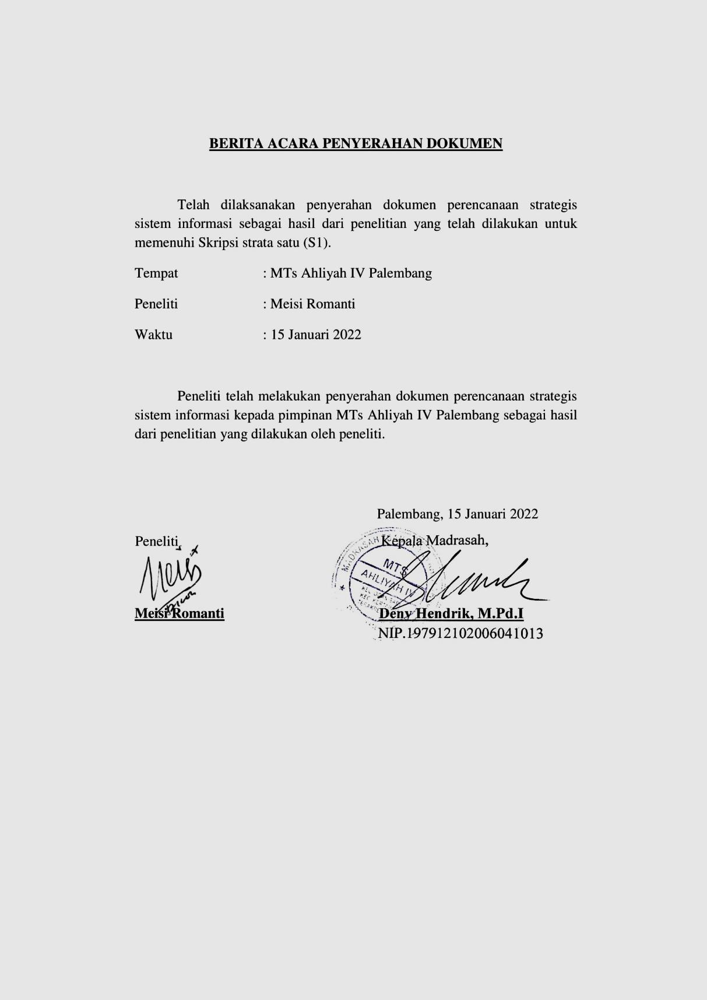 BERITA ACARA PENYERAHAN DOKUMEN
Telah dilaksanakan penyerahan dokumen perencanaan strategis
sistem informasi sebagai hasil dari penelitian yang telah dilakukan untuk
memenuhi Skripsi strata satu (S1).
Tempat : MTs Ahliyah IV Palembang
Peneliti : Meisi Romanti
Waktu : 15 Januari 2022
Peneliti telah melakukan penyerahan dokumen perencanaan strategis
sistem informasi kepada pimpinan MTs Ahliyah IV Palembang sebagai hasil
dari penelitian yang dilakukan oleh peneliti.
Palembang, 15 Januari 2022
Peneliti,
Kepala Madrasah,
MADRASAH
MTS
AHLIYAH IV
Meisi Romanti
Deny Hendrik, M.Pd.I
NIP.197912102006041013